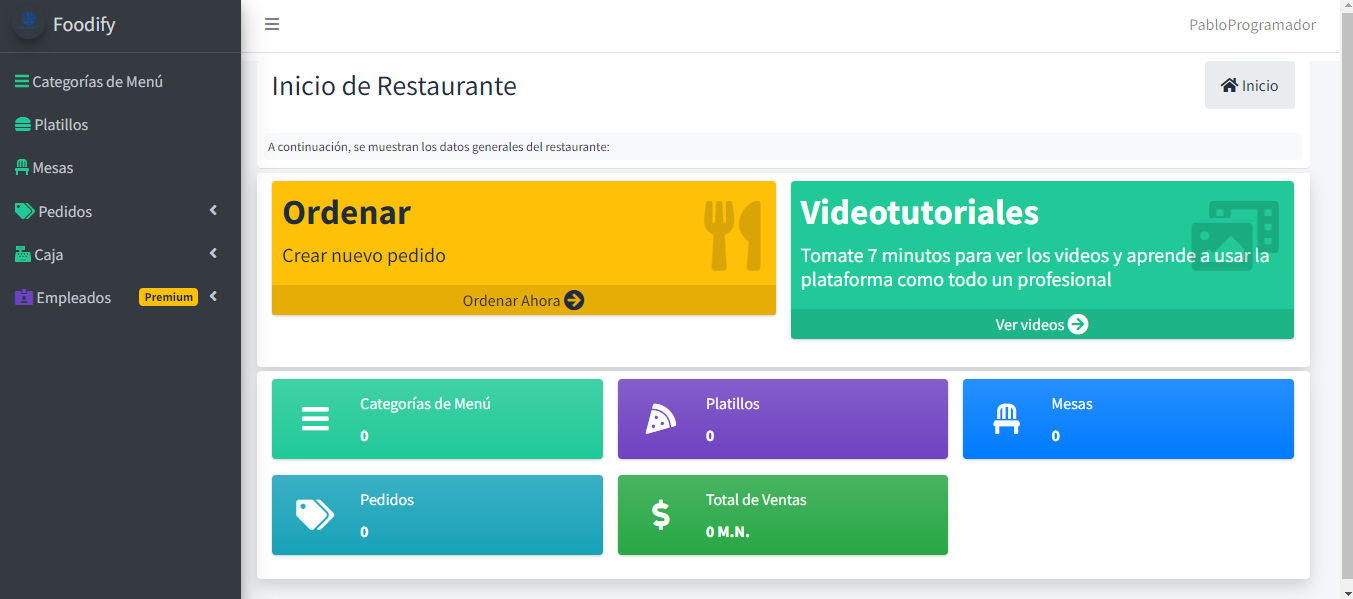 Foodify
PabloProgramador
Categorías de Menú
Platillos
Mesas
Pedidos
Caja
Empleados Premium
Inicio de Restaurante
Inicio
A continuación, se muestran los datos generales del restaurante:
Ordenar
Crear nuevo pedido
Ordenar Ahora
Videotutoriales
Tomate 7 minutos para ver los videos y aprende a usar la
plataforma como todo un profesional
Ver videos
Categorías de Menú
0
Platillos
0
Mesas
0
Pedidos
0
Total de Ventas
0 M.N.